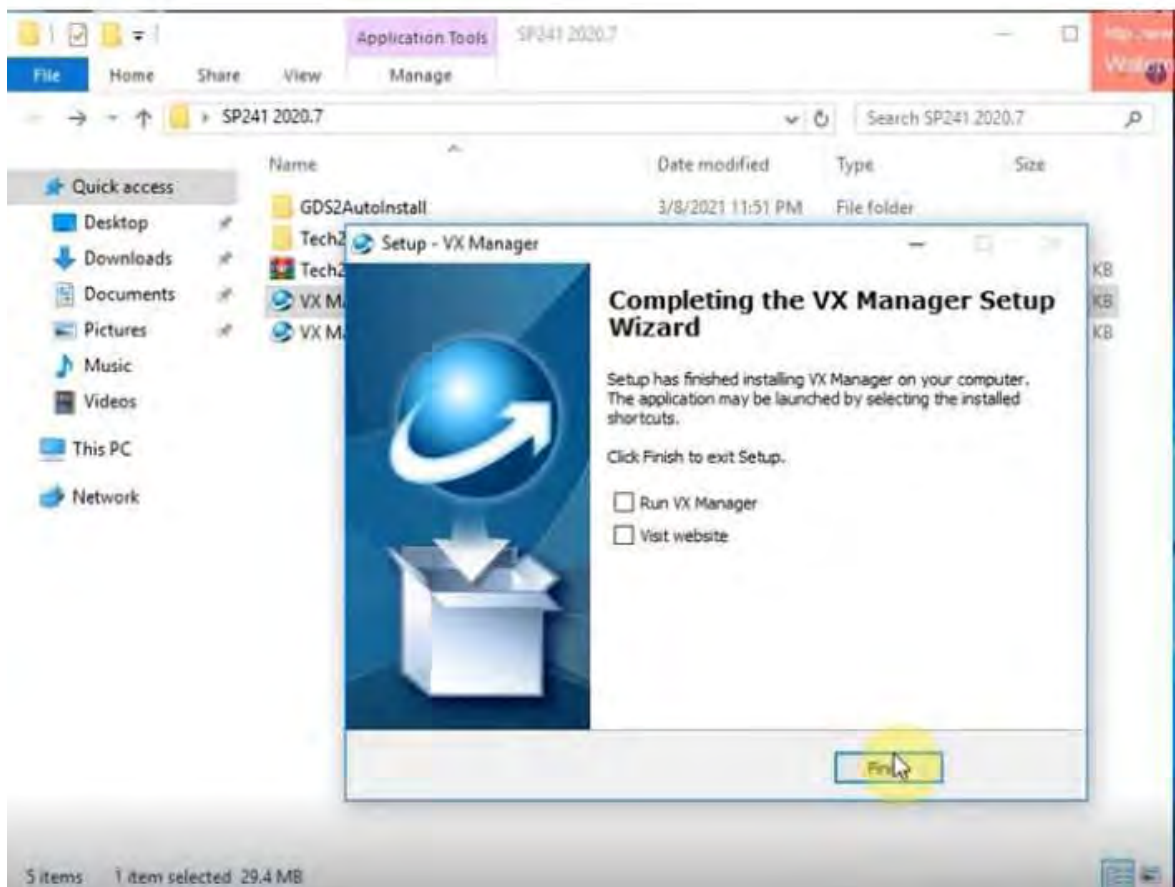 Application Tools
SP241 2020.7
File
Home
Share
View
Manage
SP241 2020.7
Search SP241 2020.7
Name
Date modified
Type
Size
Quick access
Desktop
Downloads
Documents
Pictures
Music
Videos
This PC
Network
GDS2AutoInstall
3/8/2021 11:51 PM
File folder
Tech2
Tech2
KB
VX M
KB
VX M
KB
Setup - VX Manager
Completing the VX Manager Setup
Wizard
Setup has finished installing VX Manager on your computer.
The application may be launched by selecting the installed
shortcuts.
Click Finish to exit Setup.
Run VX Manager
Visit website
5 items
1 item selected 29.4 MB